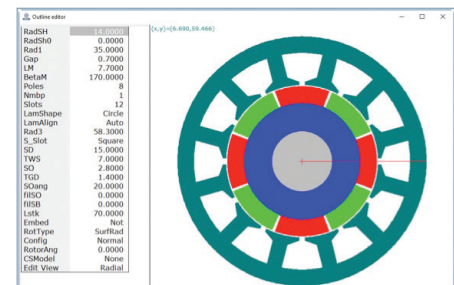 Outline editor
RadSH 14.0000
RadSh0 0.0000
Rad1 35.0000
Gap 0.7000
LM 7.7000
BetaM 170.0000
Poles 8
Nmbp 1
Slots 12
LamShape Circle
LamAlign Auto
Rad3 58.3000
S_Slot Square
SD 15.0000
TWS 7.0000
SO 2.8000
TGD 1.4000
SOang 20.0000
filSO 0.0000
filSB 0.0000
Lstk 70.0000
Embed Not
RotType SurfRad
Config Normal
RotorAng 0.0000
CSModel None
Edit View Radial
(x,y)=(6.690,59.466)